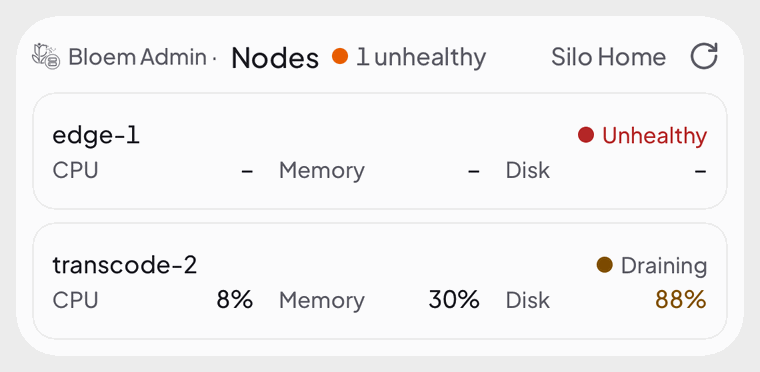 Bloem Admin · Nodes 1 unhealthy Silo Home
edge-1 Unhealthy
CPU – Memory – Disk –
transcode-2 Draining
CPU 8% Memory 30% Disk 88%